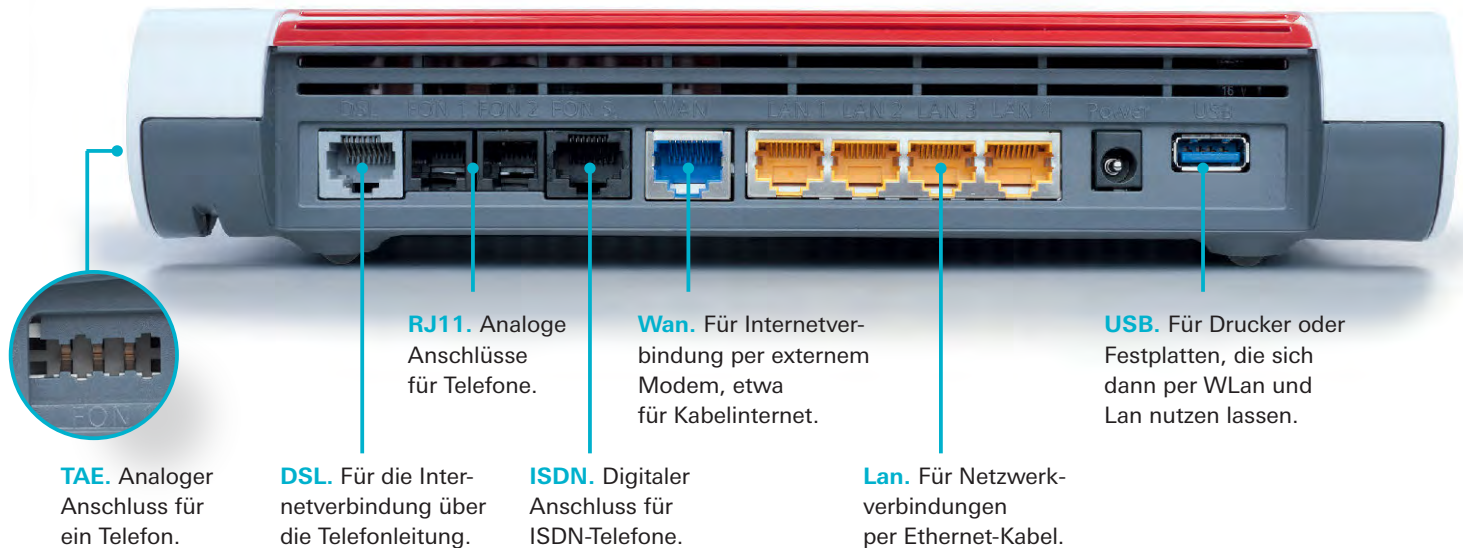 DSL FON 1 FON 2 FON S0 WAN LAN 1 LAN 2 LAN 3 LAN 4 Power USB
FON
RJ11. Analoge
Anschlüsse
für Telefone.
Wan. Für Internetver-
bindung per externem
Modem, etwa
für Kabelinternet.
USB. Für Drucker oder
Festplatten, die sich
dann per WLan und
Lan nutzen lassen.
TAE. Analoger
Anschluss für
ein Telefon.
DSL. Für die Inter-
netverbindung über
die Telefonleitung.
ISDN. Digitaler
Anschluss für
ISDN-Telefone.
Lan. Für Netzwerk-
verbindungen
per Ethernet-Kabel.